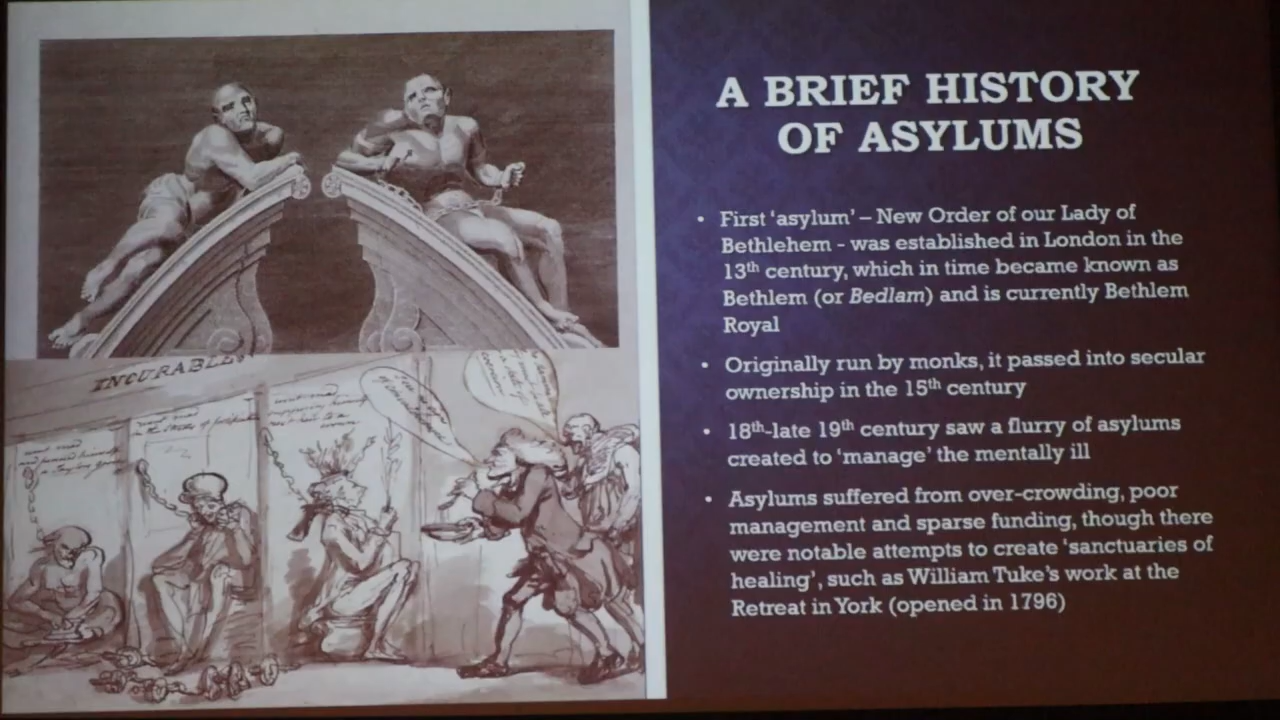 A BRIEF HISTORY
OF ASYLUMS
• First ‘asylum’ – New Order of our Lady of
Bethlehem - was established in London in the
13th century, which in time became known as
Bethlem (or Bedlam) and is currently Bethlem
Royal
• Originally run by monks, it passed into secular
ownership in the 15th century
• 18th-late 19th century saw a flurry of asylums
created to ‘manage’ the mentally ill
• Asylums suffered from over-crowding, poor
management and sparse funding, though there
were notable attempts to create ‘sanctuaries of
healing’, such as William Tuke’s work at the
Retreat in York (opened in 1796)
INCURABLES